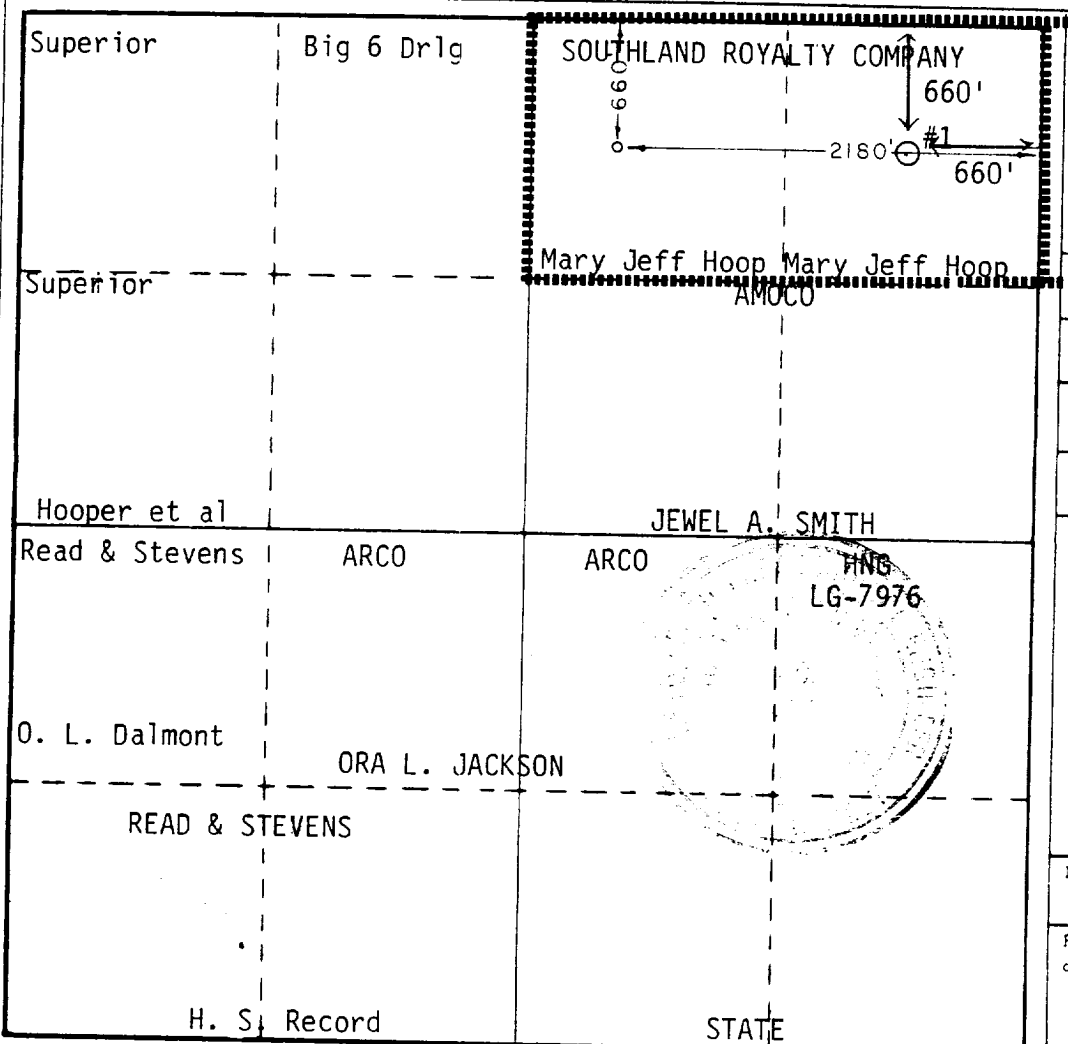 Superior
Big 6 Drlg
SOUTHLAND ROYALTY COMPANY
660
660'
#1
2180'
660'
Mary Jeff Hoop Mary Jeff Hoop
Superior
AMOCO
Hooper et al
JEWEL A. SMITH
Read & Stevens
ARCO
ARCO
HNG
LG-7976
O. L. Dalmont
ORA L. JACKSON
READ & STEVENS
H. S. Record
STATE